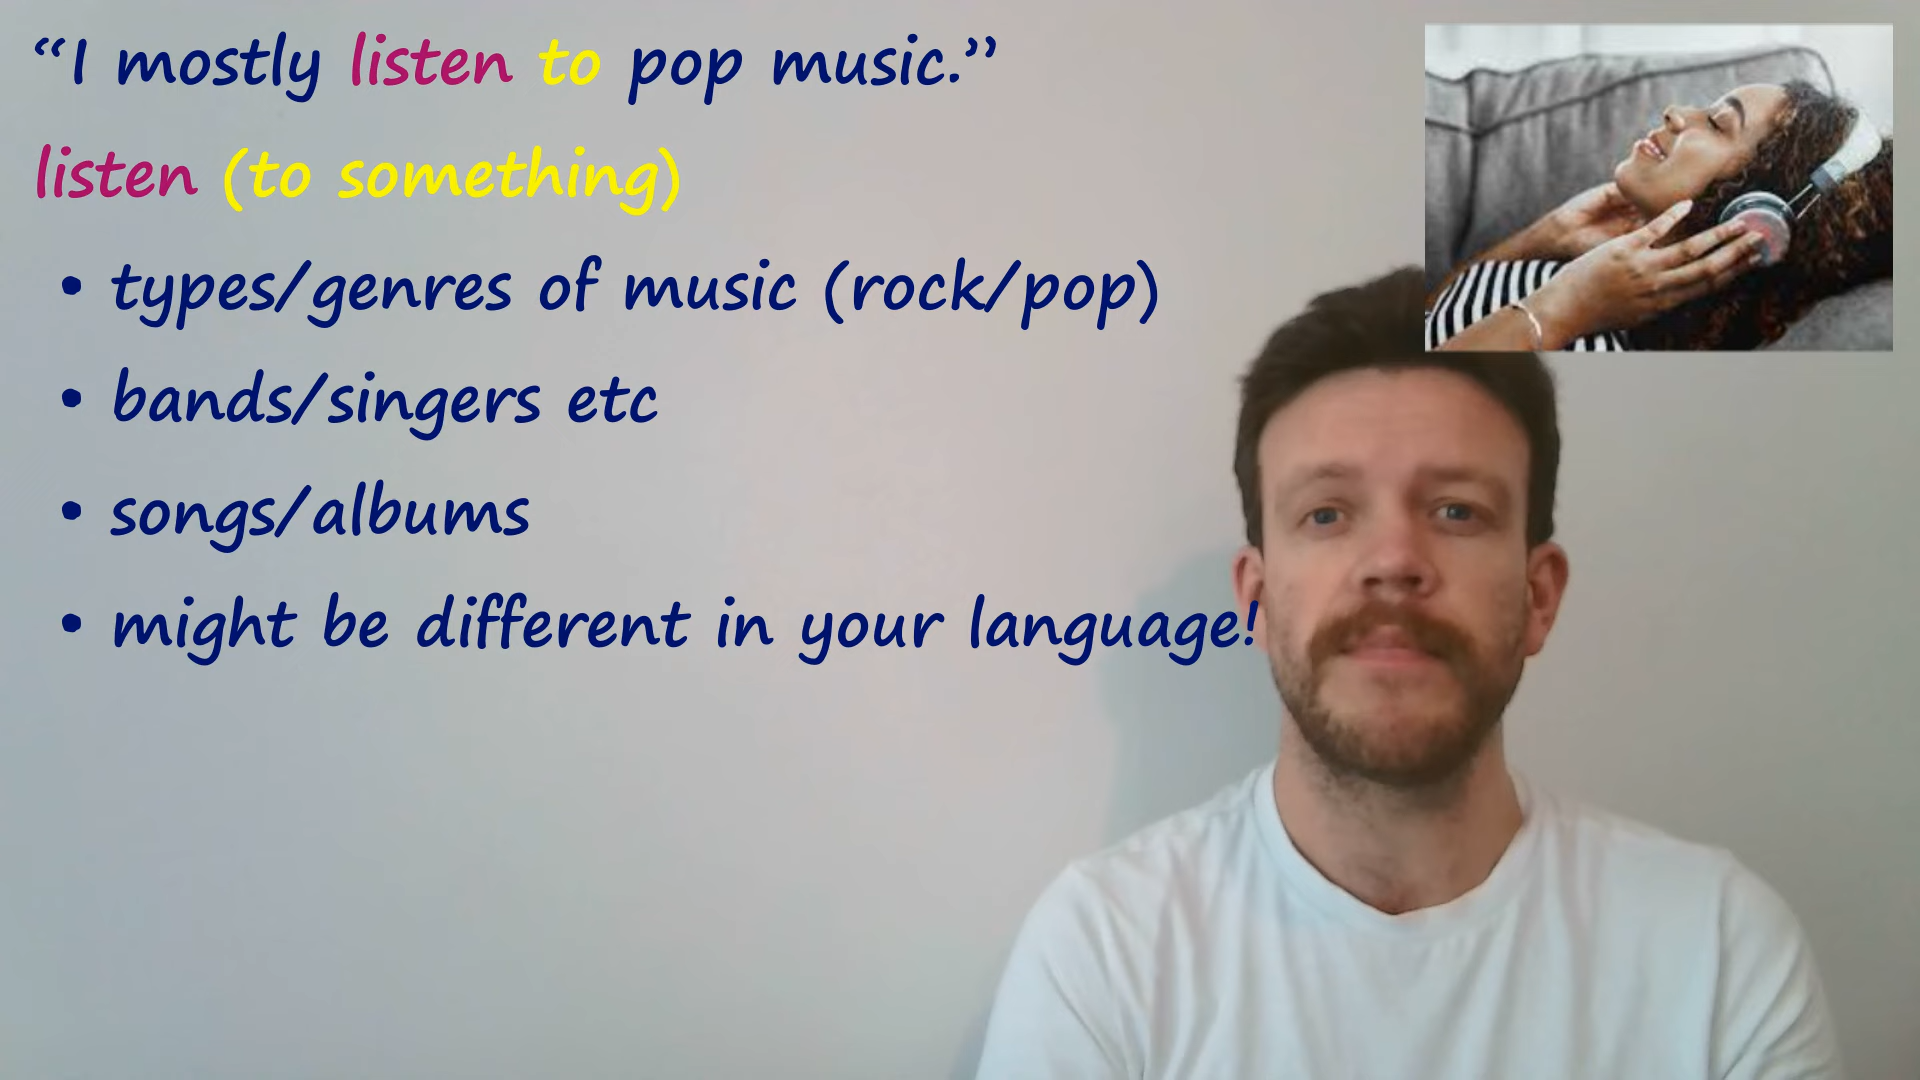 “I mostly listen to pop music.”
listen (to something)
• types/genres of music (rock/pop)
• bands/singers etc
• songs/albums
• might be different in your language!